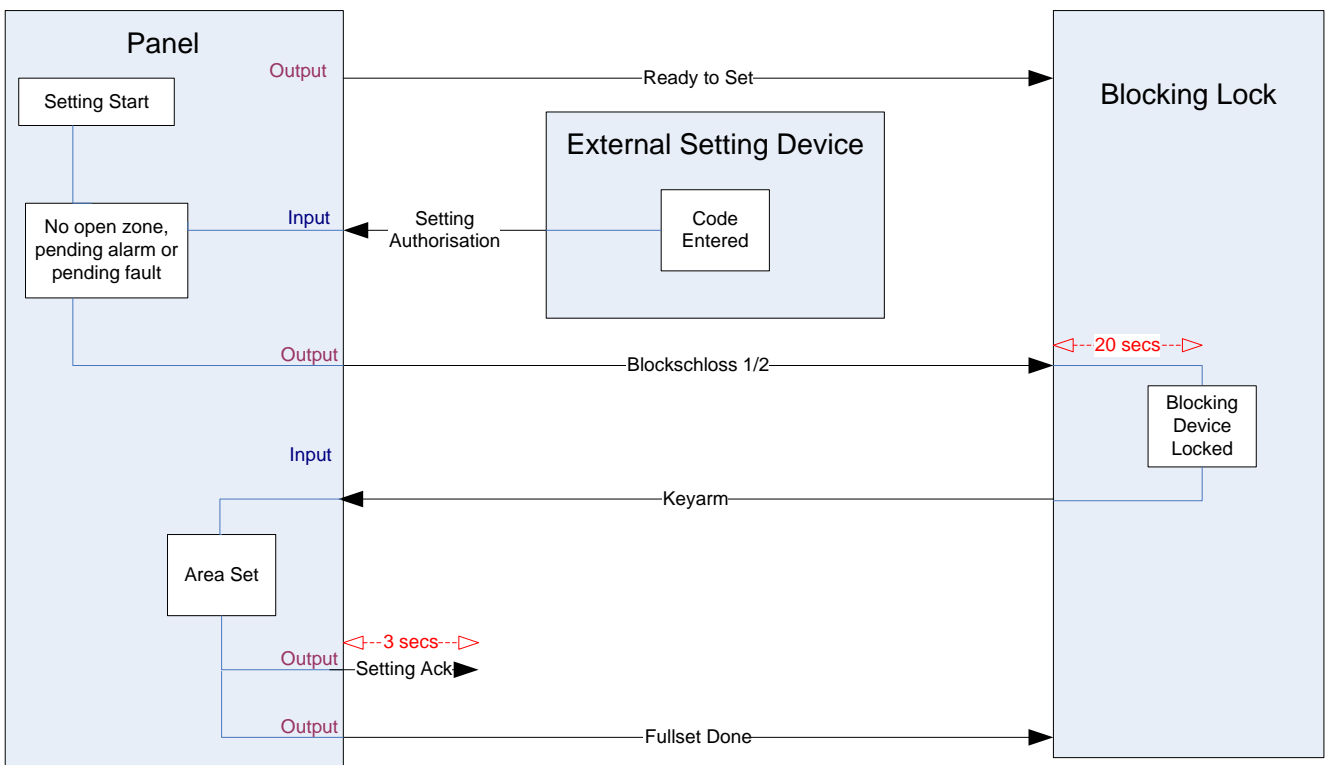 Panel
Output
Ready to Set
Blocking Lock
Setting Start
External Setting Device
No open zone,
pending alarm or
pending fault
Input
Setting
Authorisation
Code
Entered
Output
Blockschloss 1/2
20 secs
Blocking
Device
Locked
Input
Keyarm
Area Set
3 secs
Output
Setting Ack
Output
Fullset Done